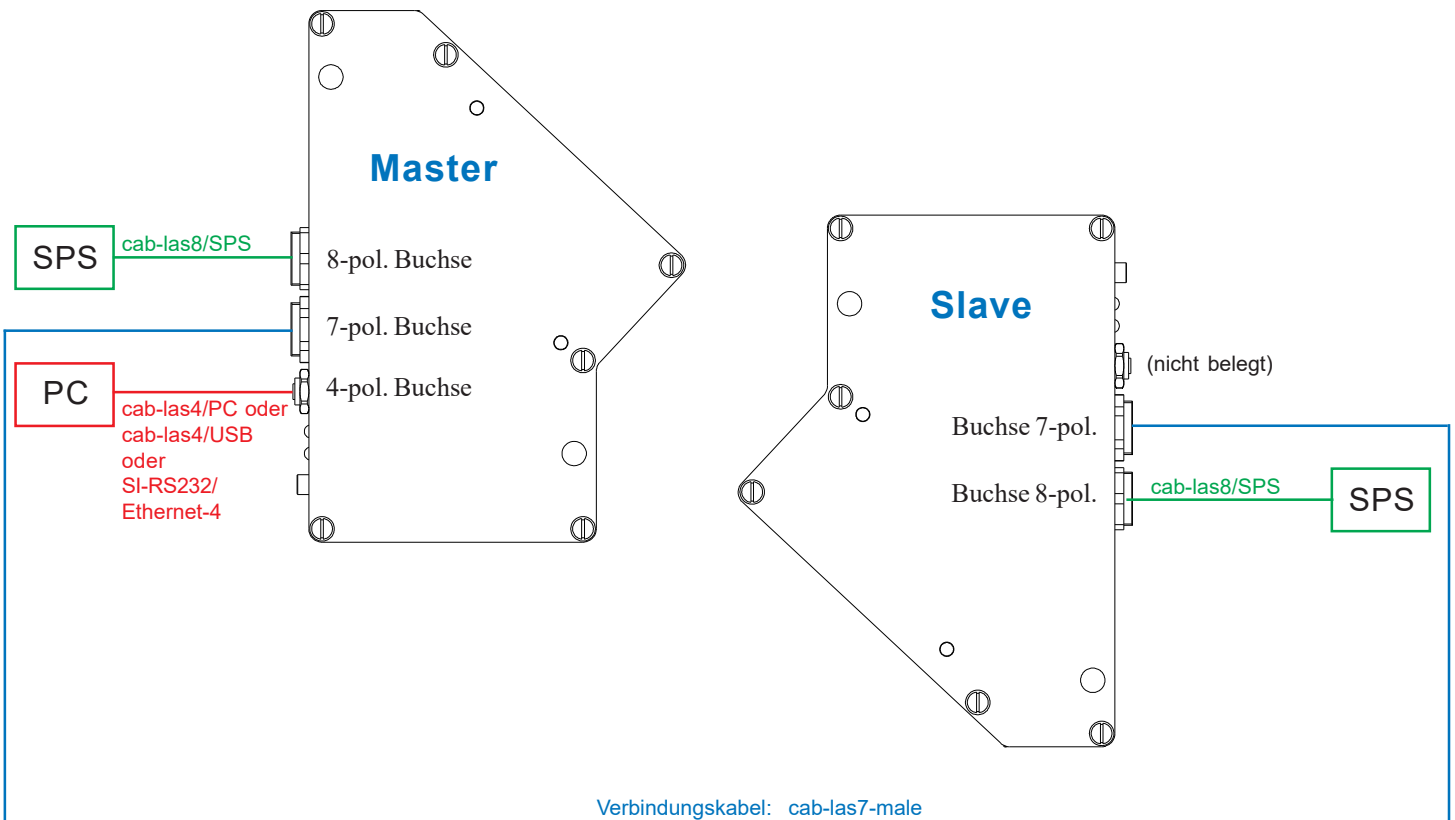 Master
SPS
cab-las8/SPS
8-pol. Buchse
7-pol. Buchse
PC
4-pol. Buchse
cab-las4/PC oder
cab-las4/USB
oder
SI-RS232/
Ethernet-4
Slave
(nicht belegt)
Buchse 7-pol.
Buchse 8-pol.
cab-las8/SPS
SPS
Verbindungskabel: cab-las7-male